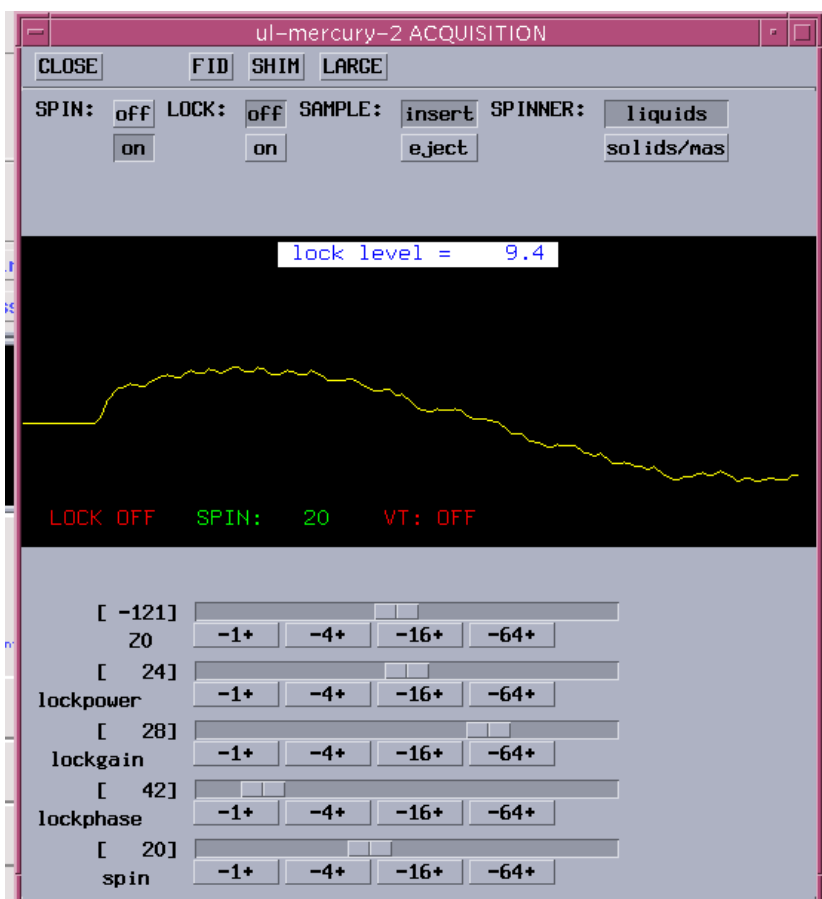 ul-mercury-2 ACQUISITION
CLOSE FID SHIM LARGE
SPIN: off LOCK: off SAMPLE: insert SPINNER: liquids
on on eject solids/mas
lock level = 9.4
LOCK OFF SPIN: 20 VT: OFF
[ -121]
Z0 -1+ -4+ -16+ -64+
[ 24]
lockpower -1+ -4+ -16+ -64+
[ 28]
lockgain -1+ -4+ -16+ -64+
[ 42]
lockphase -1+ -4+ -16+ -64+
[ 20]
spin -1+ -4+ -16+ -64+